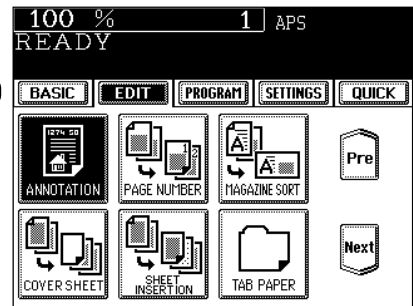 100 % 1 APS
READY
BASIC EDIT PROGRAM SETTINGS QUICK
ANNOTATION PAGE NUMBER MAGAZINE SORT Pre
COVER SHEET SHEET INSERTION TAB PAPER Next